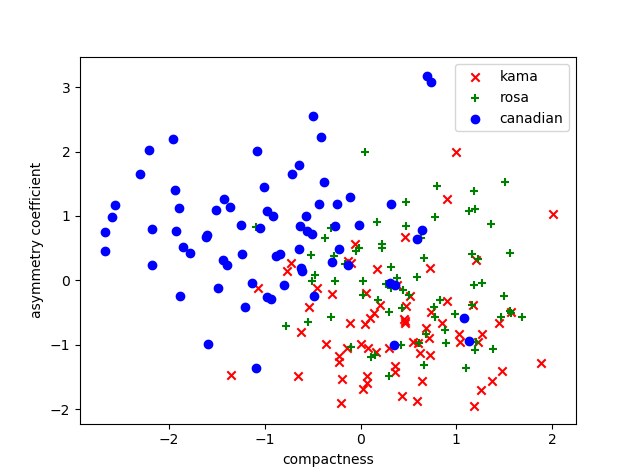 kama
rosa
canadian
3
2
1
0
−1
−2
asymmetry coefficient
−2
−1
0
1
2
compactness